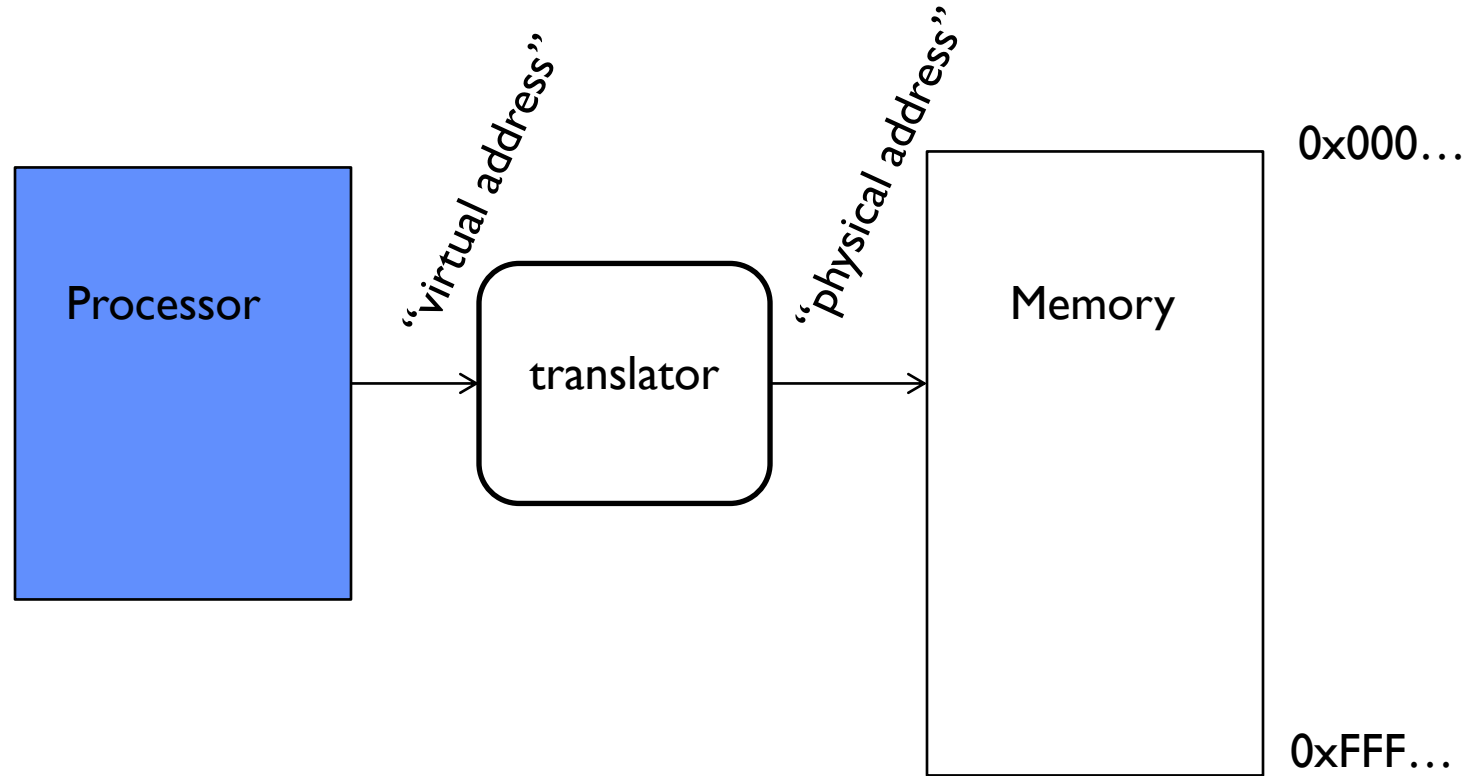 “virtual address”
“physical address”
0x000…
Processor
Memory
translator
0xFFF…